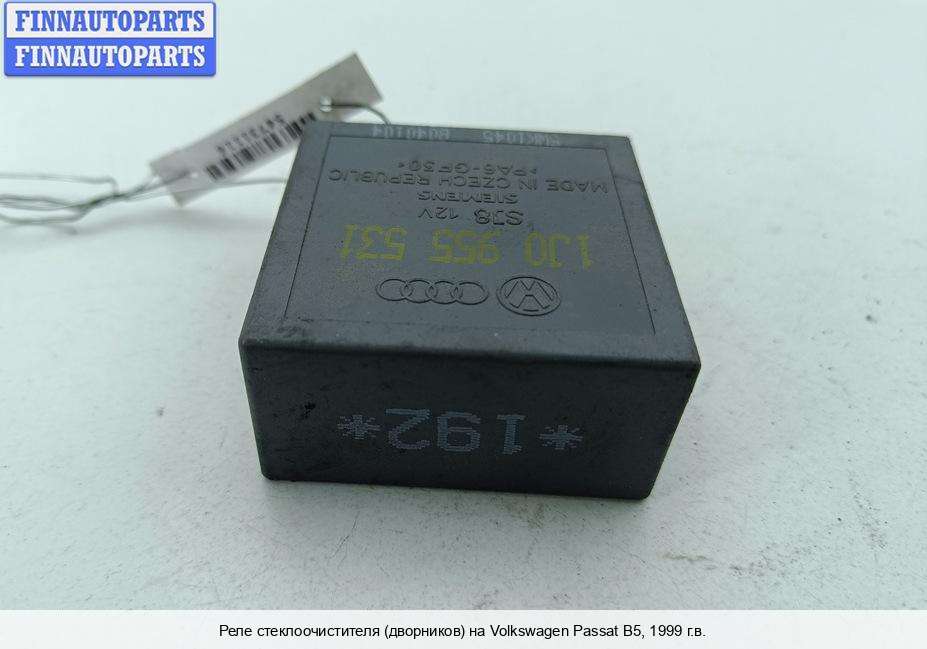 FINNAUTOPARTS
FINNAUTOPARTS
1J0 955 531
SJ8 12V
SIEMENS
MADE IN CZECH REPUBLIC
>PA6-GF30<
*192*
Реле стеклоочистителя (дворников) на Volkswagen Passat B5, 1999 г.в.